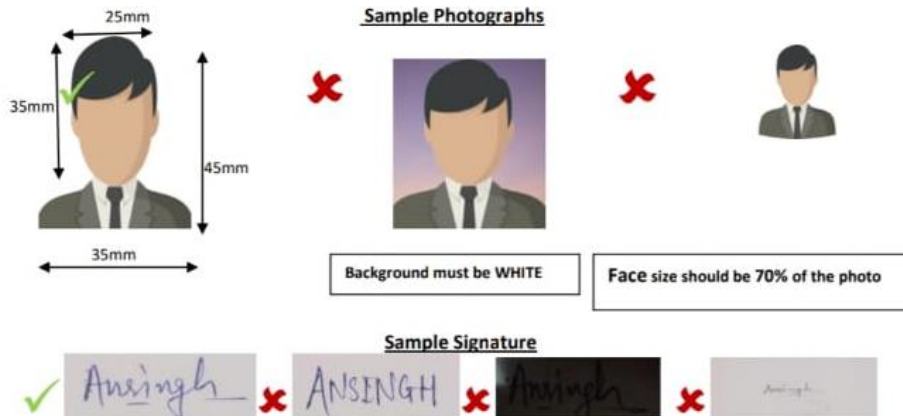 Sample Photographs
25mm
35mm
45mm
35mm
Background must be WHITE
Face size should be 70% of the photo
Sample Signature
Ansingh
ANSINGH
Ansingh
Ansingh